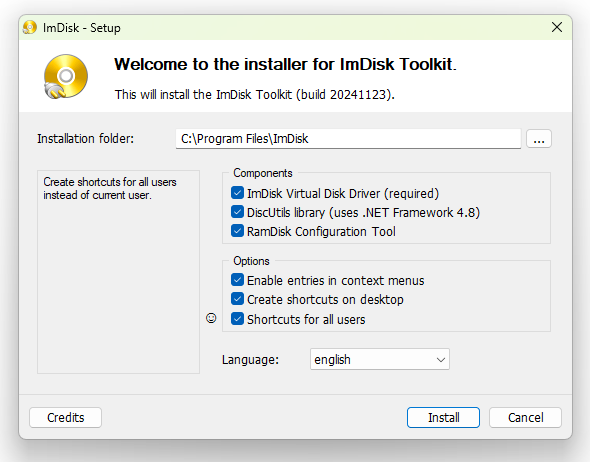 ImDisk - Setup
Welcome to the installer for ImDisk Toolkit.
This will install the ImDisk Toolkit (build 20241123).
Installation folder:
C:\Program Files\ImDisk
...
Create shortcuts for all users
instead of current user.
Components
ImDisk Virtual Disk Driver (required)
DiscUtils library (uses .NET Framework 4.8)
RamDisk Configuration Tool
Options
Enable entries in context menus
Create shortcuts on desktop
Shortcuts for all users
Language:
english
Credits
Install
Cancel